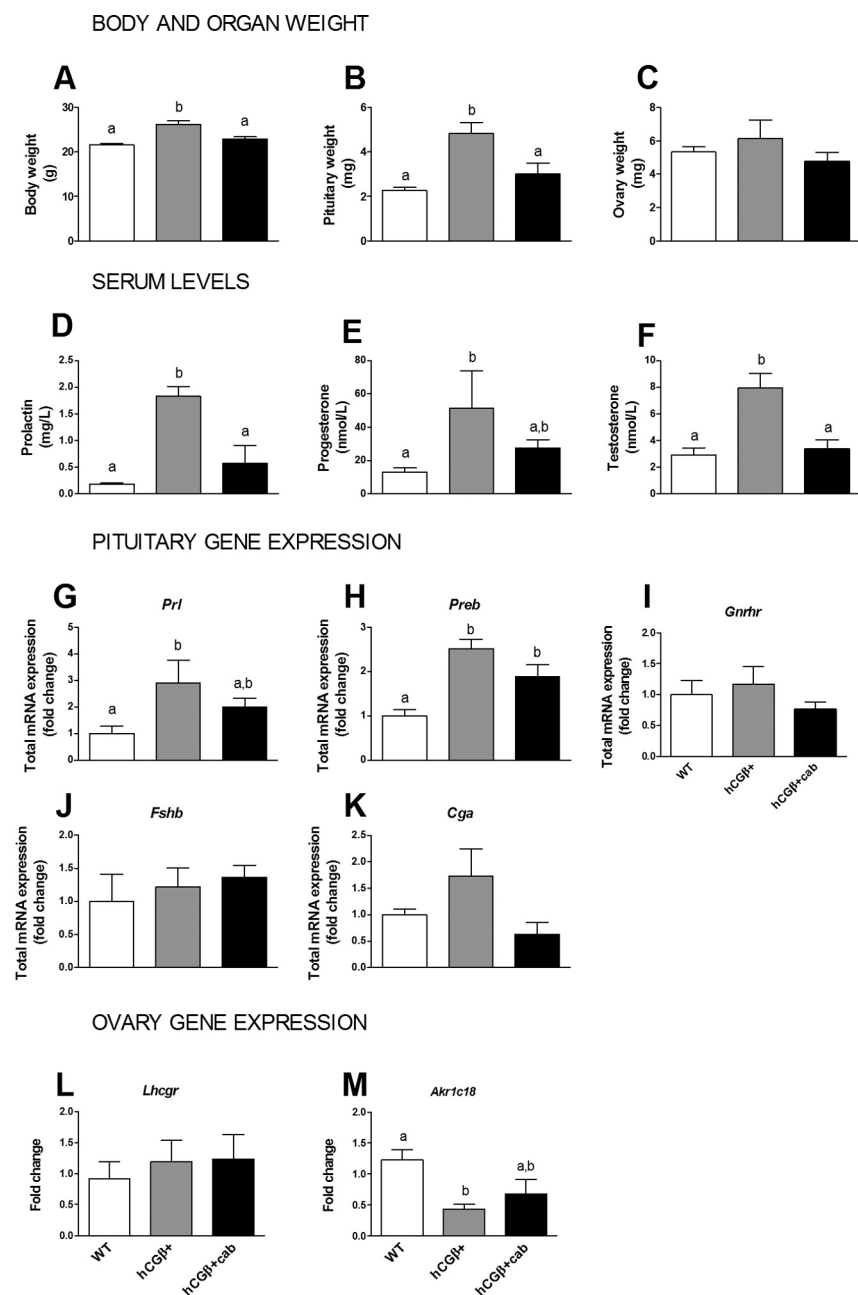 BODY AND ORGAN WEIGHT
A
Body weight
(g)
30
20
10
0
a
b
a
B
Pituitary weight
(mg)
6
4
2
0
a
b
a
C
Ovary weight
(mg)
8
6
4
2
0
SERUM LEVELS
D
Prolactin
(mg/L)
2.5
2.0
1.5
1.0
0.5
0.0
a
b
a
E
Progesterone
(nmol/L)
80
60
40
20
0
a
b
a,b
F
Testosterone
(nmol/L)
10
8
6
4
2
0
a
b
a
PITUITARY GENE EXPRESSION
G
Prl
Total mRNA expression
(fold change)
5
4
3
2
1
0
a
b
a,b
H
Preb
Total mRNA expression
(fold change)
3
2
1
0
a
b
b
I
Gnrhr
Total mRNA expression
(fold change)
2.0
1.5
1.0
0.5
0.0
WT
hCGβ+
hCGβ+cab
J
Fshb
Total mRNA expression
(fold change)
2.0
1.5
1.0
0.5
0.0
K
Cga
Total mRNA expression
(fold change)
2.5
2.0
1.5
1.0
0.5
0.0
OVARY GENE EXPRESSION
L
Lhcgr
Fold change
2.0
1.5
1.0
0.5
0.0
WT
hCGβ+
hCGβ+cab
M
Akr1c18
Fold change
2.0
1.5
1.0
0.5
0.0
a
b
a,b
WT
hCGβ+
hCGβ+cab